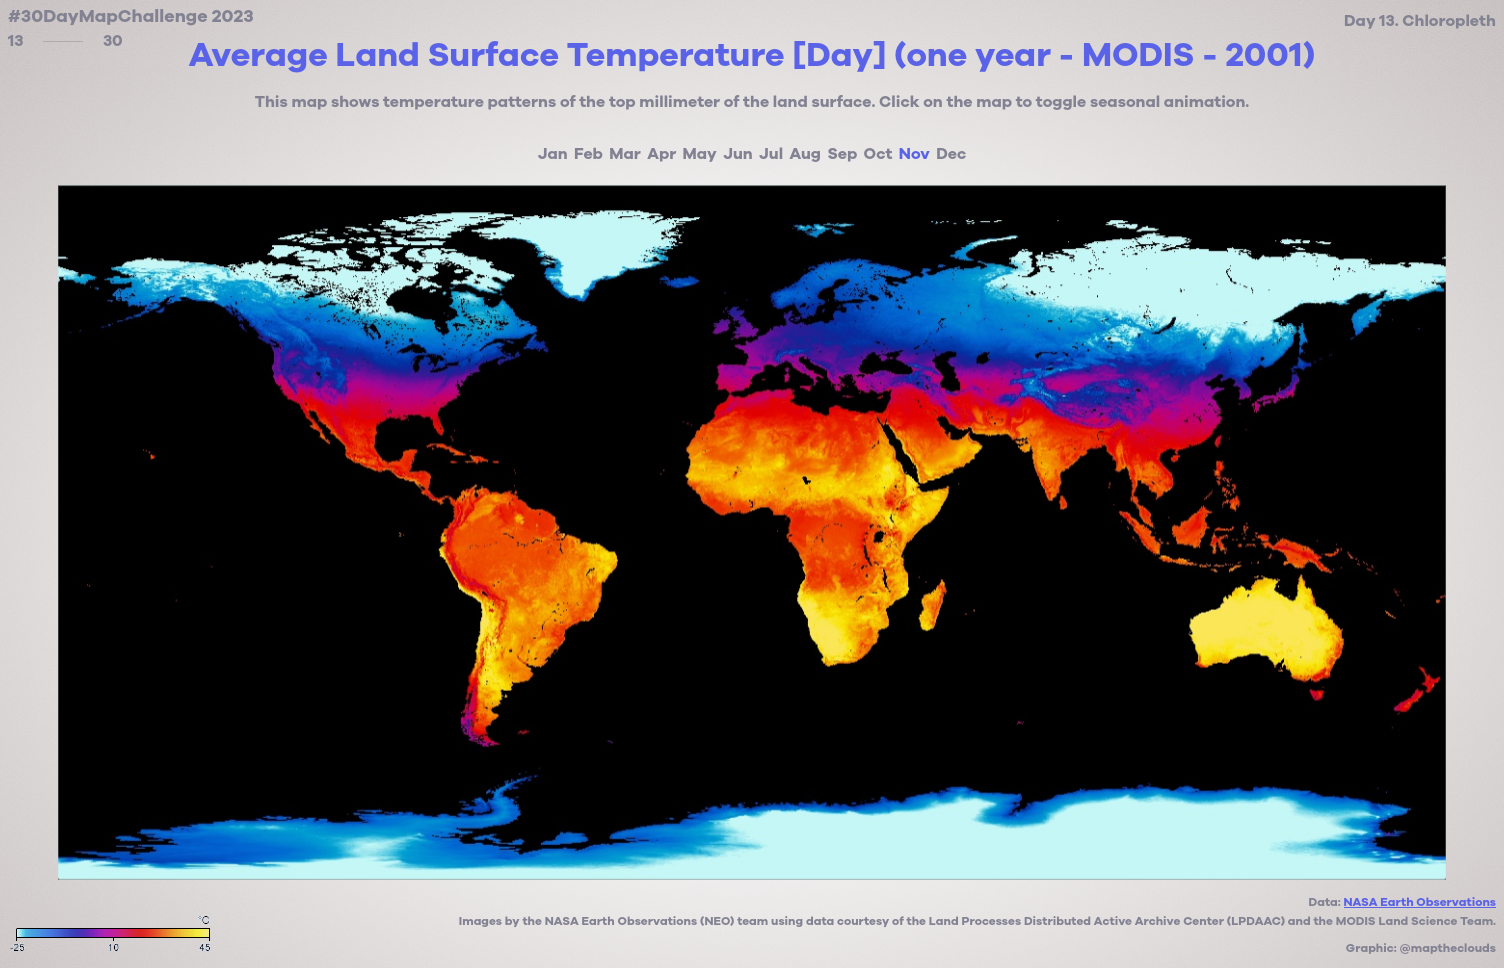 #30DayMapChallenge 2023
13 30
Day 13. Chloropleth
Average Land Surface Temperature [Day] (one year - MODIS - 2001)
This map shows temperature patterns of the top millimeter of the land surface. Click on the map to toggle seasonal animation.
Jan Feb Mar Apr May Jun Jul Aug Sep Oct Nov Dec
°C
-25 10 45
Data: NASA Earth Observations
Images by the NASA Earth Observations (NEO) team using data courtesy of the Land Processes Distributed Active Archive Center (LPDAAC) and the MODIS Land Science Team.
Graphic: @maptheclouds